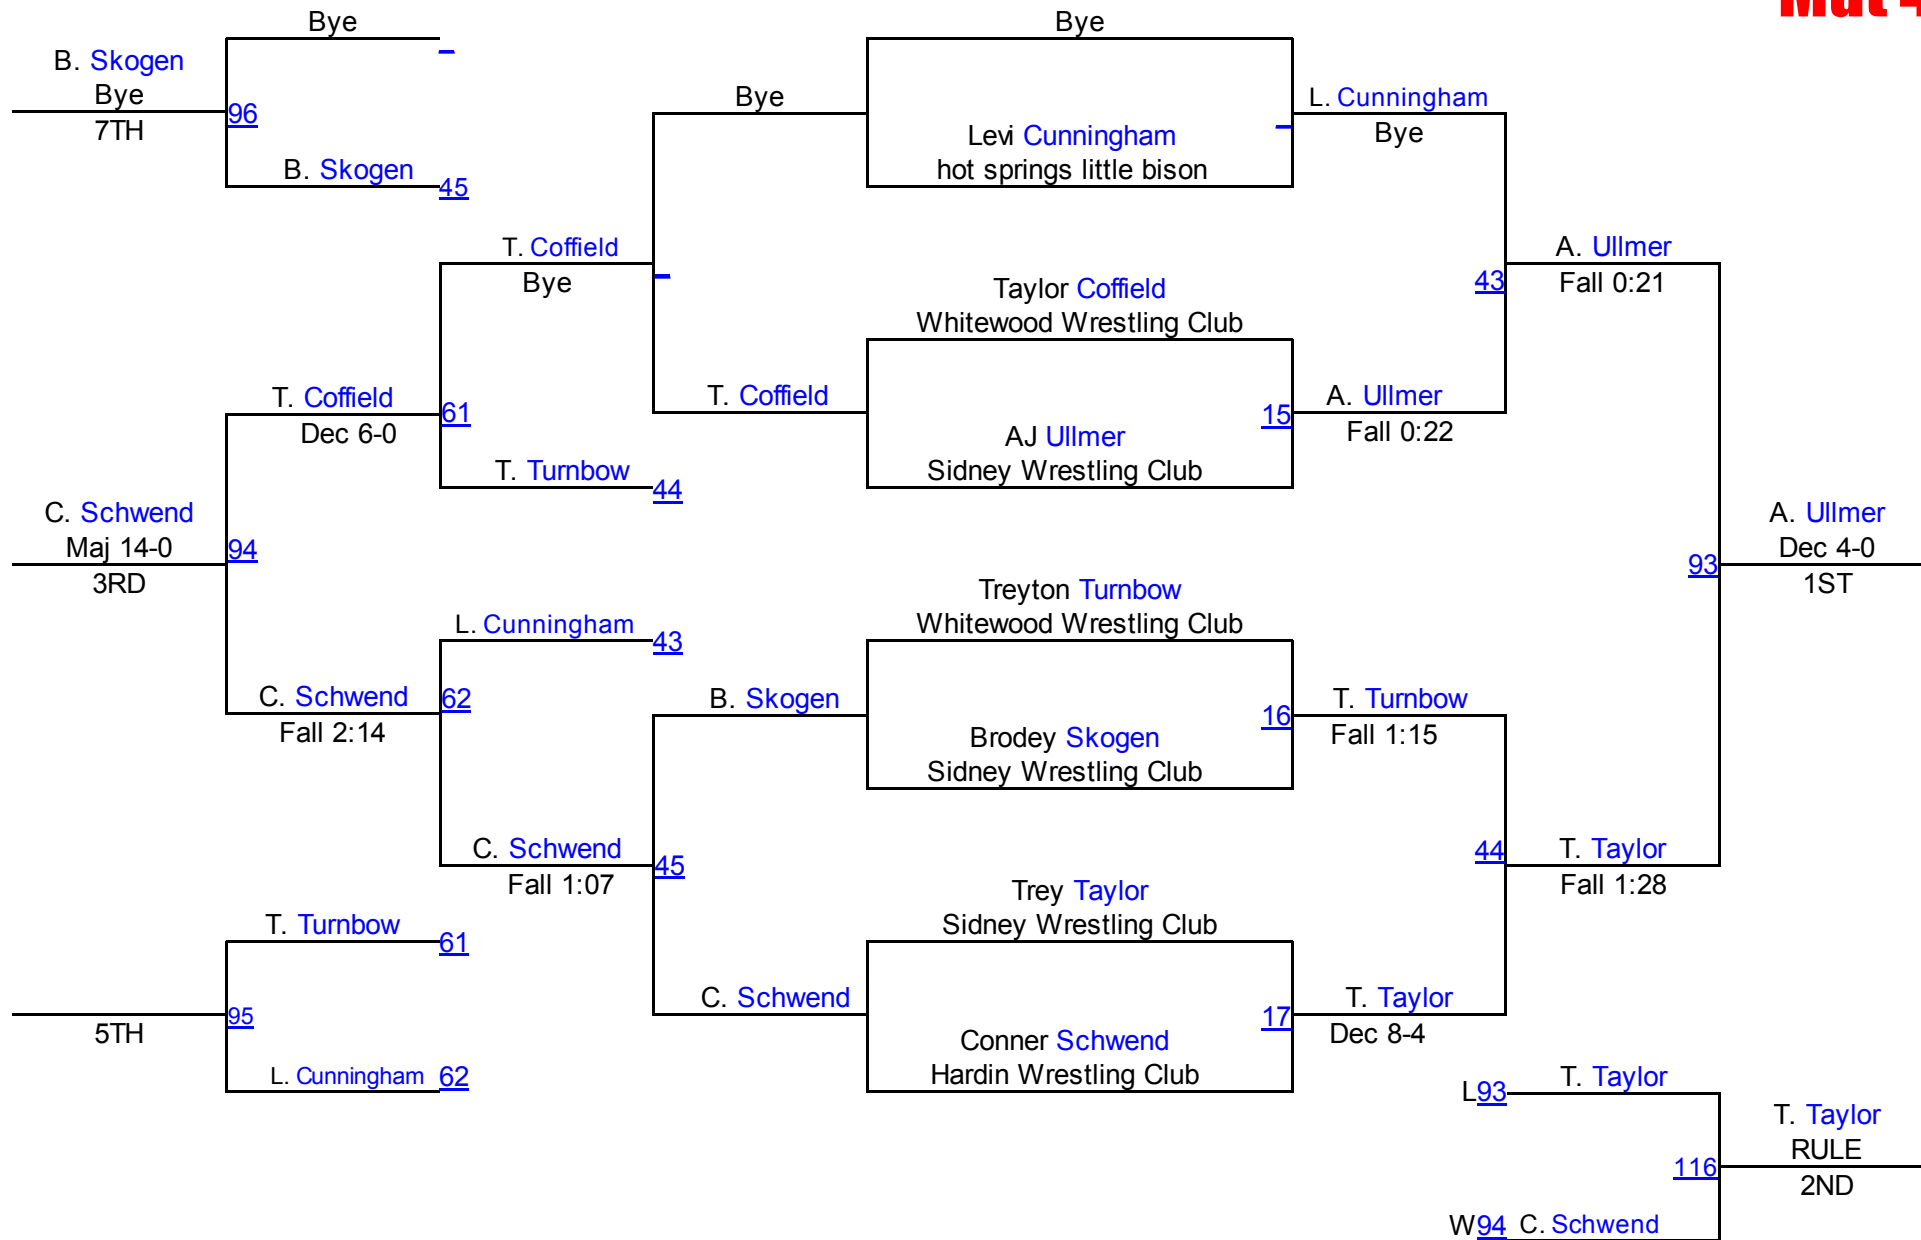 Mat 4
Bye
B. Skogen
Bye
7TH
96
B. Skogen
45
Bye
Bye
Levi Cunningham
hot springs little bison
L. Cunningham
Bye
T. Coffield
Bye
Taylor Coffield
Whitewood Wrestling Club
43
A. Ullmer
Fall 0:21
T. Coffield
Dec 6-0
61
T. Coffield
AJ Ullmer
Sidney Wrestling Club
15
A. Ullmer
Fall 0:22
T. Turnbow
44
C. Schwend
Maj 14-0
3RD
94
93
A. Ullmer
Dec 4-0
1ST
L. Cunningham
43
Treyton Turnbow
Whitewood Wrestling Club
C. Schwend
Fall 2:14
62
B. Skogen
Brodey Skogen
Sidney Wrestling Club
16
T. Turnbow
Fall 1:15
C. Schwend
Fall 1:07
45
Trey Taylor
Sidney Wrestling Club
44
T. Taylor
Fall 1:28
T. Turnbow
61
5TH
95
L. Cunningham
62
C. Schwend
Conner Schwend
Hardin Wrestling Club
17
T. Taylor
Dec 8-4
L93
T. Taylor
116
T. Taylor
RULE
2ND
W94 C. Schwend